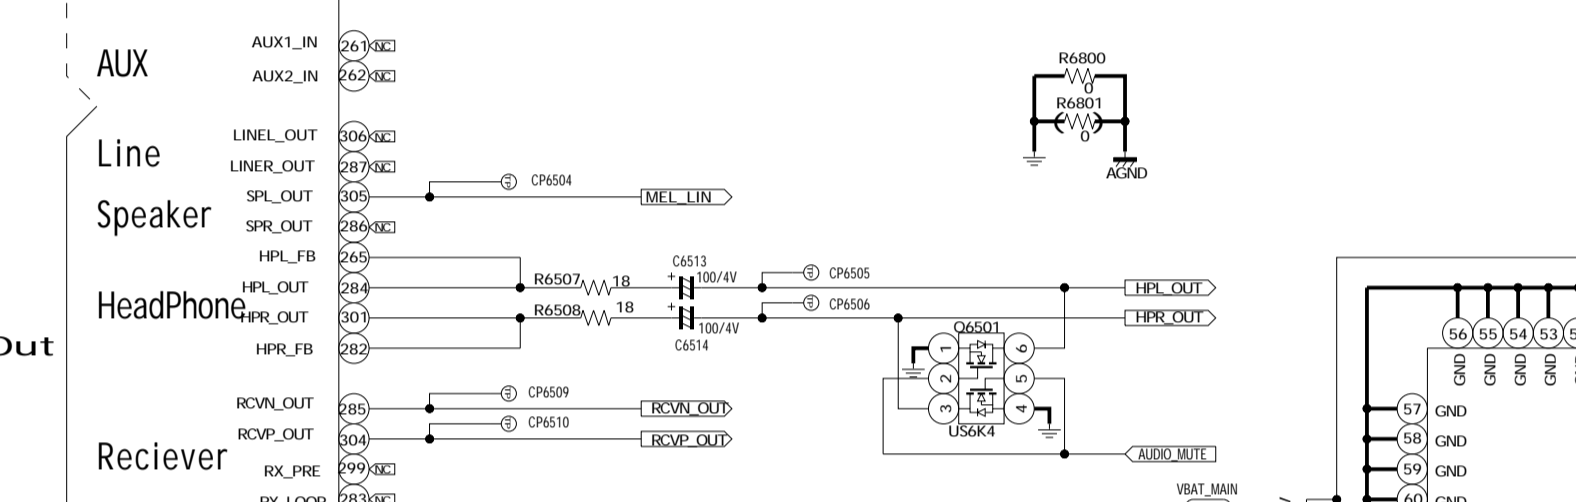 AUX
AUX1_IN 261 NC
AUX2_IN 262 NC
R6800
0
R6801
0
AGND
Line
LINEL_OUT 306 NC
LINER_OUT 287 NC
Speaker
SPL_OUT 305 CP6504 MEL_LIN
SPR_OUT 286 NC
HeadPhone
HPL_FB 265
C6513
HPL_OUT 284 R6507 18 + 100/4V CP6505 HPL_OUT
HPR_OUT 301 R6508 18 + 100/4V CP6506 HPR_OUT
C6514
HPR_FB 282
Out
Q6501
1 6
2 5
3 4
US6K4
RCVN_OUT 285 CP6509 RCVN_OUT
RCVP_OUT 304 CP6510 RCVP_OUT
AUDIO_MUTE
Reciever
RX_PRE 299 NC
RX_LOOP 283 NC
VBAT_MAIN
56 55 54 53
GND GND GND GND
57 GND
58 GND
59 GND
60 GND